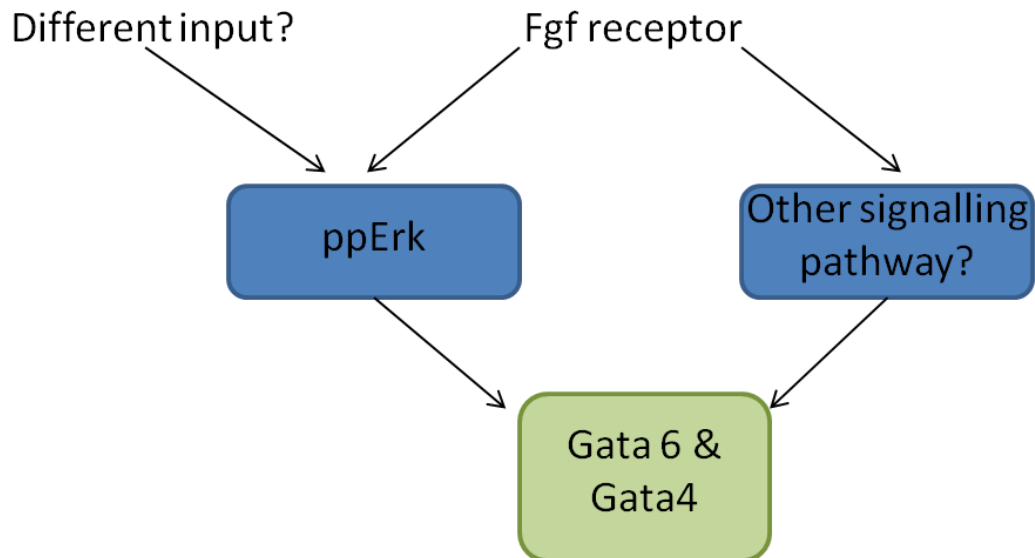 Different input?
Fgf receptor
ppErk
Other signalling
pathway?
Gata 6 &
Gata4